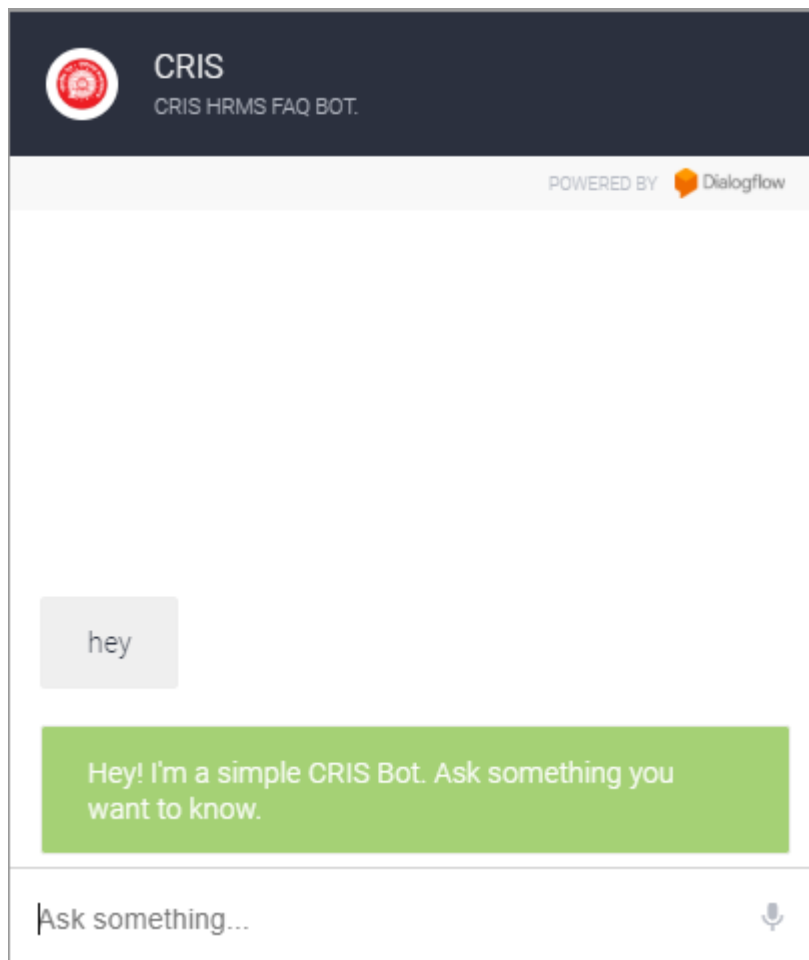 CRIS
CRIS HRMS FAQ BOT.
POWERED BY Dialogflow
hey
Hey! I'm a simple CRIS Bot. Ask something you
want to know.
Ask something...